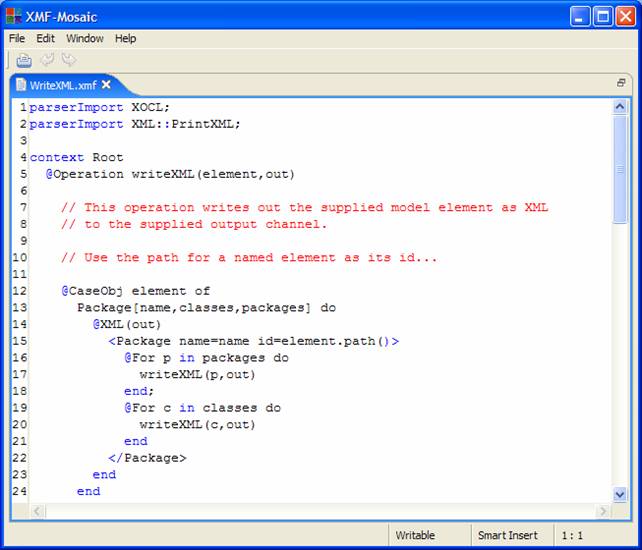 XMF-Mosaic
File Edit Window Help
WriteXML.xmf
1 parserImport XOCL;
2 parserImport XML::PrintXML;
3
4 context Root
5 @Operation writeXML(element,out)
6
7 // This operation writes out the supplied model element as XML
8 // to the supplied output channel.
9
10 // Use the path for a named element as its id...
11
12 @CaseObj element of
13 Package[name,classes,packages] do
14 @XML(out)
15 <Package name=name id=element.path()>
16 @For p in packages do
17 writeXML(p,out)
18 end;
19 @For c in classes do
20 writeXML(c,out)
21 end
22 </Package>
23 end
24 end
Writable Smart Insert 1 : 1